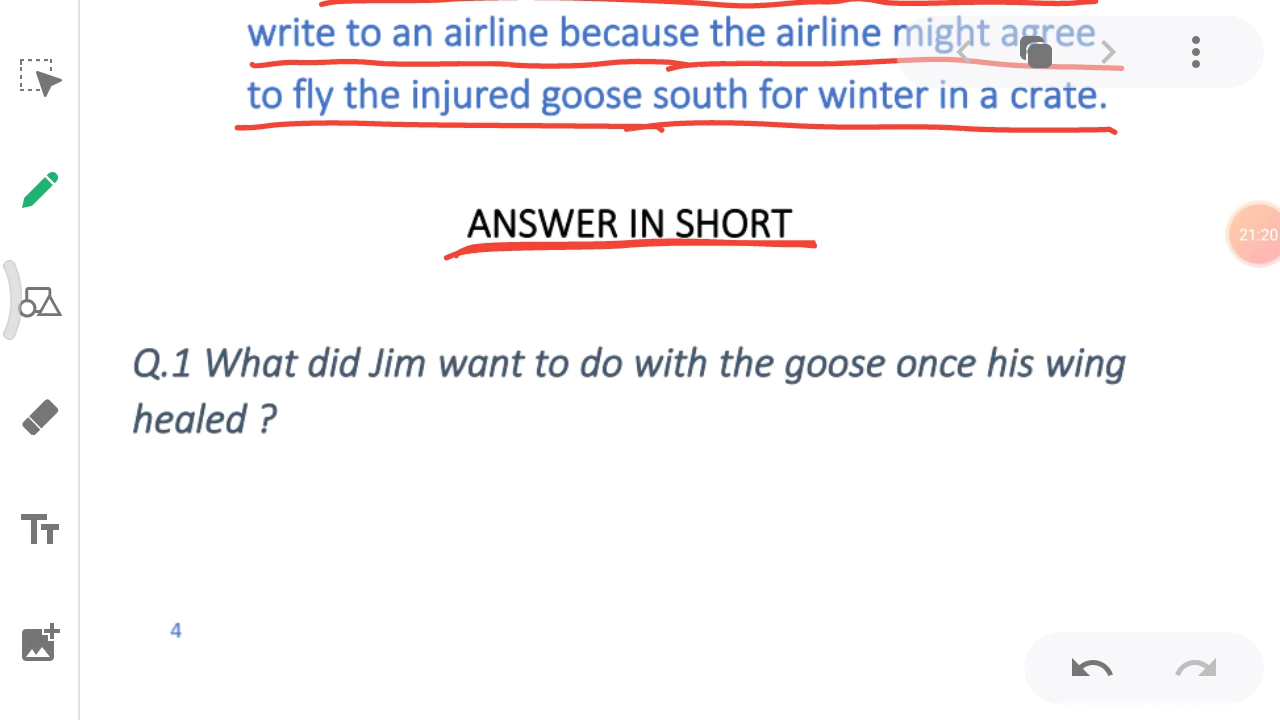 write to an airline because the airline might agree
to fly the injured goose south for winter in a crate.
ANSWER IN SHORT
21:20
Q.1 What did Jim want to do with the goose once his wing
healed ?
TT
4